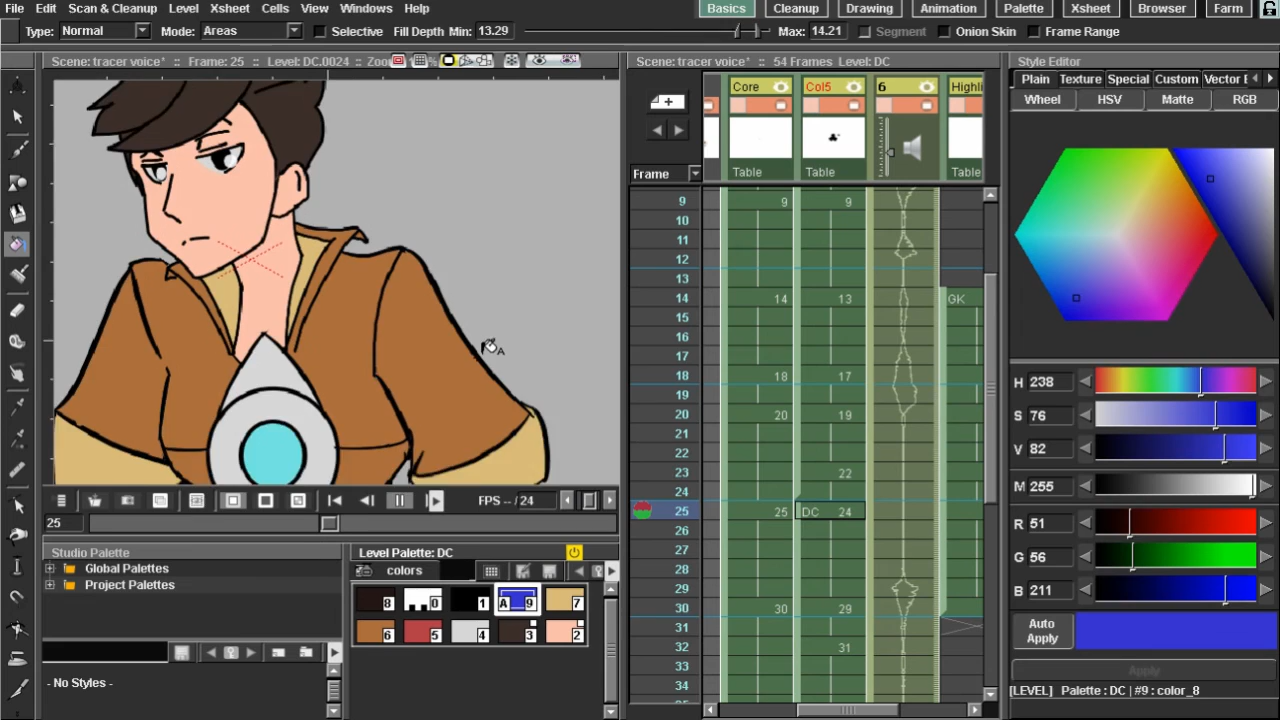 File Edit Scan & Cleanup Level Xsheet Cells View Windows Help Basics Cleanup Drawing Animation Palette Xsheet Browser Farm
Type: Normal Mode: Areas Selective Fill Depth Min: 13.29 Max: 14.21 Segment Onion Skin Frame Range
Scene: tracer voice* :: Frame: 25 :: Level: DC.0024 :: Zoo
Scene: tracer voice* :: 54 Frames Level: DC
Style Editor
Plain Texture Special Custom Vector
Wheel HSV Matte RGB
Core Col5 6 Highli
Table Table Table
Frame
9 9 9
10
11
12
13
14 14 13 GK
15
16
17
18 18 17
19
20 20 19
21
22
23 22
24
25 25 DC 24
26
27
28
29
30 30 29
31
32 31
33
34
A
FPS -- /24
25
Studio Palette
Global Palettes
Project Palettes
- No Styles -
Level Palette: DC
colors
8 0 1 A 9 7
6 5 4 3 2
H 238
S 76
V 82
M 255
R 51
G 56
B 211
Auto Apply
Apply
[LEVEL] Palette : DC | #9 : color_8